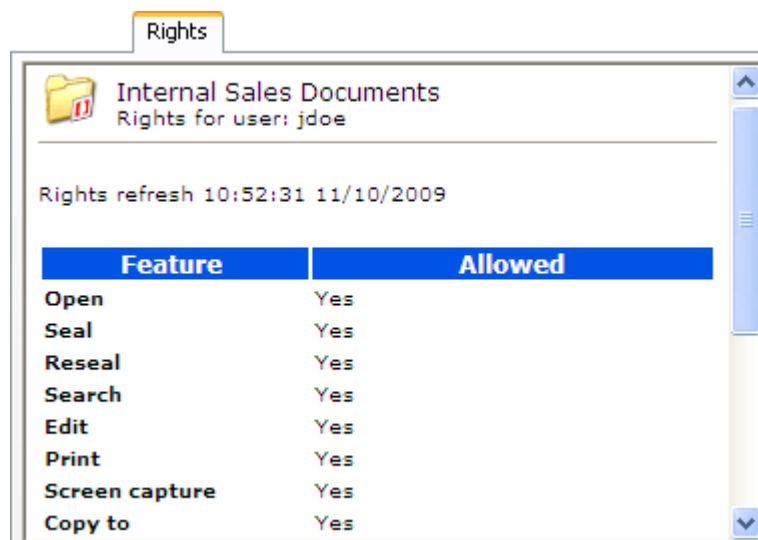 Rights
Internal Sales Documents
Rights for user: jdoe
Rights refresh 10:52:31 11/10/2009
Feature Allowed
Open Yes
Seal Yes
Reseal Yes
Search Yes
Edit Yes
Print Yes
Screen capture Yes
Copy to Yes